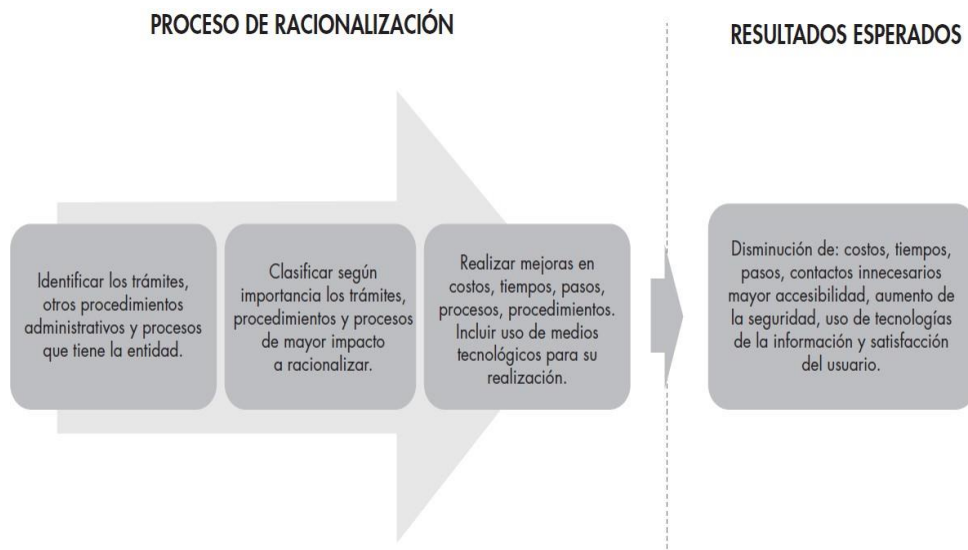 PROCESO DE RACIONALIZACIÓN
RESULTADOS ESPERADOS
Identificar los trámites,
otros procedimientos
administrativos y procesos
que tiene la entidad.
Clasificar según
importancia los trámites,
procedimientos y procesos
de mayor impacto
a racionalizar.
Realizar mejoras en
costos, tiempos, pasos,
procesos, procedimientos.
Incluir uso de medios
tecnológicos para su
realización.
Disminución de: costos, tiempos,
pasos, contactos innecesarios
mayor accesibilidad, aumento de
la seguridad, uso de tecnologías
de la información y satisfacción
del usuario.